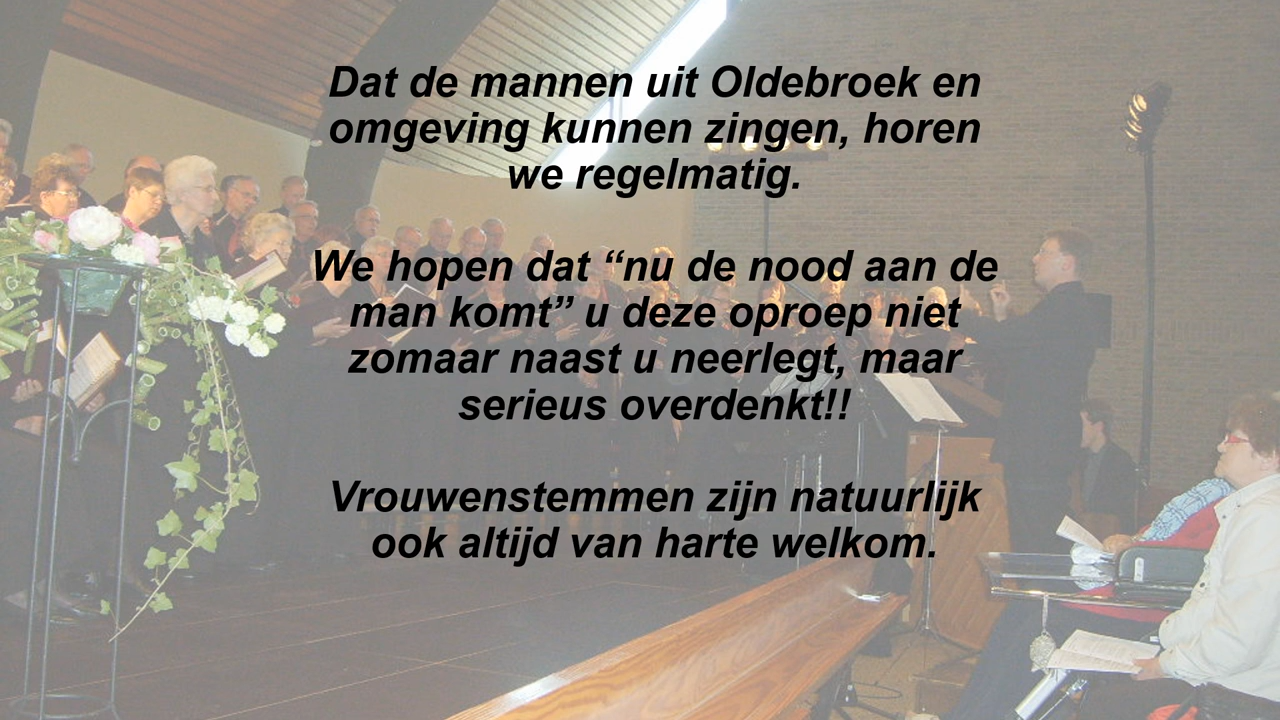 Dat de mannen uit Oldebroek en
omgeving kunnen zingen, horen
we regelmatig.
We hopen dat “nu de nood aan de
man komt” u deze oproep niet
zomaar naast u neerlegt, maar
serieus overdenkt!!
Vrouwenstemmen zijn natuurlijk
ook altijd van harte welkom.